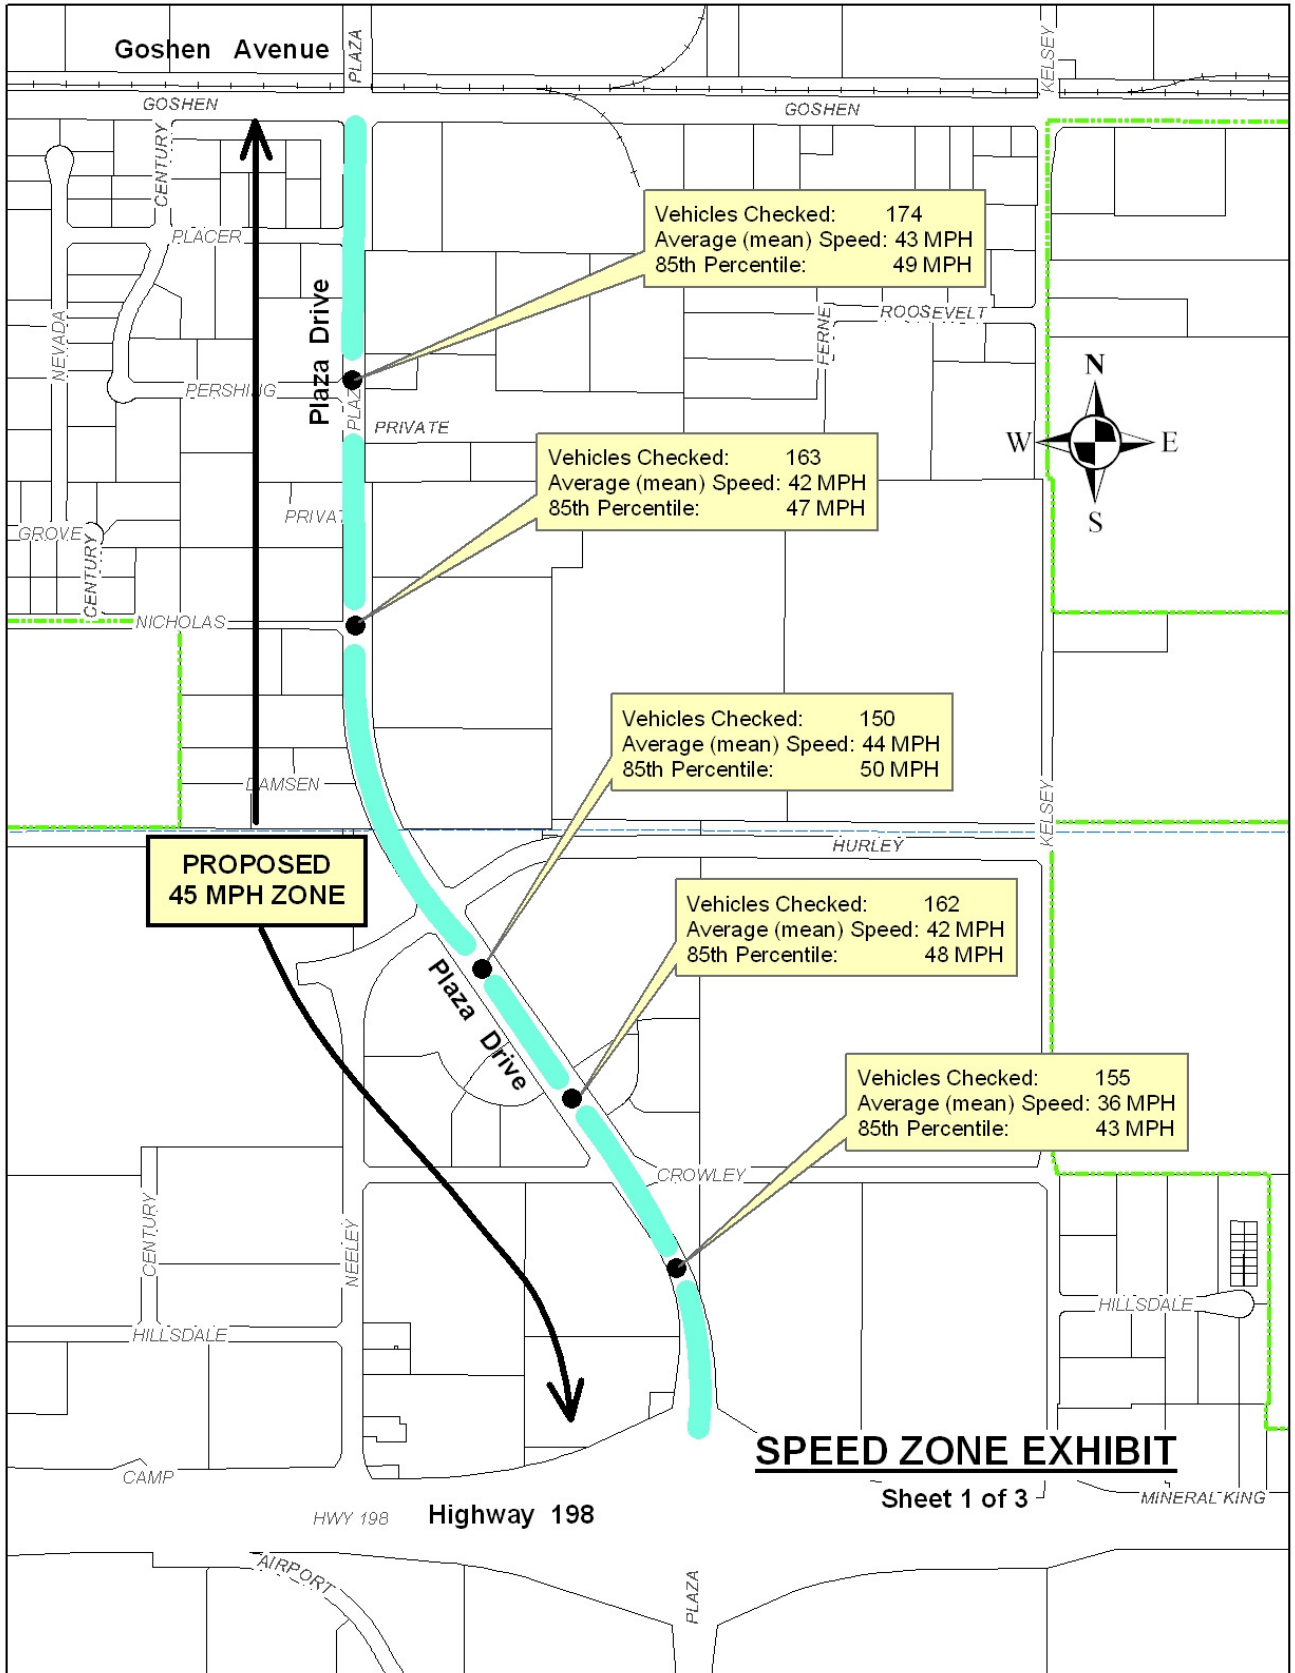 Goshen Avenue
PLAZA
KELSEY
GOSHEN
GOSHEN
CENTURY
PLACER
Vehicles Checked: 174
Average (mean) Speed: 43 MPH
85th Percentile: 49 MPH
NEVADA
Plaza Drive
FERNE
ROOSEVELT
PERSHING
PLAZ
PRIVATE
N
W
E
S
Vehicles Checked: 163
Average (mean) Speed: 42 MPH
85th Percentile: 47 MPH
PRIVAT
GROVE
CENTURY
NICHOLAS
Vehicles Checked: 150
Average (mean) Speed: 44 MPH
85th Percentile: 50 MPH
DAMSEN
KELSEY
HURLEY
PROPOSED
45 MPH ZONE
Vehicles Checked: 162
Average (mean) Speed: 42 MPH
85th Percentile: 48 MPH
Plaza Drive
Vehicles Checked: 155
Average (mean) Speed: 36 MPH
85th Percentile: 43 MPH
CROWLEY
CENTURY
NEELEY
HILLSDALE
HILLSDALE
SPEED ZONE EXHIBIT
Sheet 1 of 3
CAMP
MINERAL KING
HWY 198
Highway 198
AIRPORT
PLAZA